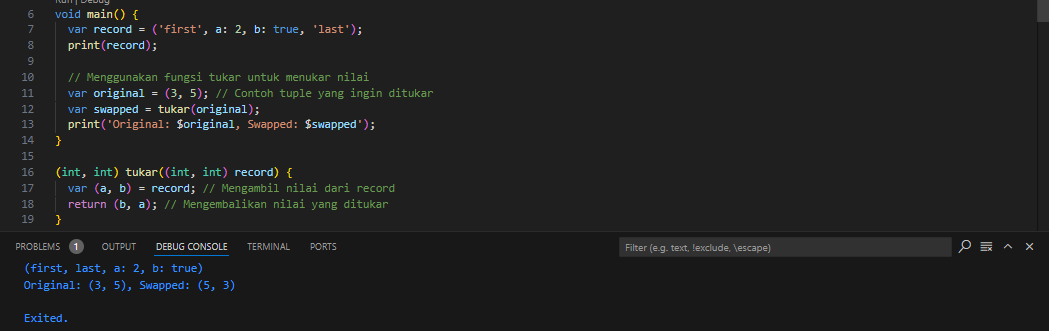 Run | Debug
6 void main() {
7 var record = ('first', a: 2, b: true, 'last');
8 print(record);
9
10 // Menggunakan fungsi tukar untuk menukar nilai
11 var original = (3, 5); // Contoh tuple yang ingin ditukar
12 var swapped = tukar(original);
13 print('Original: $original, Swapped: $swapped');
14 }
15
16 (int, int) tukar((int, int) record) {
17 var (a, b) = record; // Mengambil nilai dari record
18 return (b, a); // Mengembalikan nilai yang ditukar
19 }
PROBLEMS 1 OUTPUT DEBUG CONSOLE TERMINAL PORTS Filter (e.g. text, !exclude, \escape)
(first, last, a: 2, b: true)
Original: (3, 5), Swapped: (5, 3)
Exited.